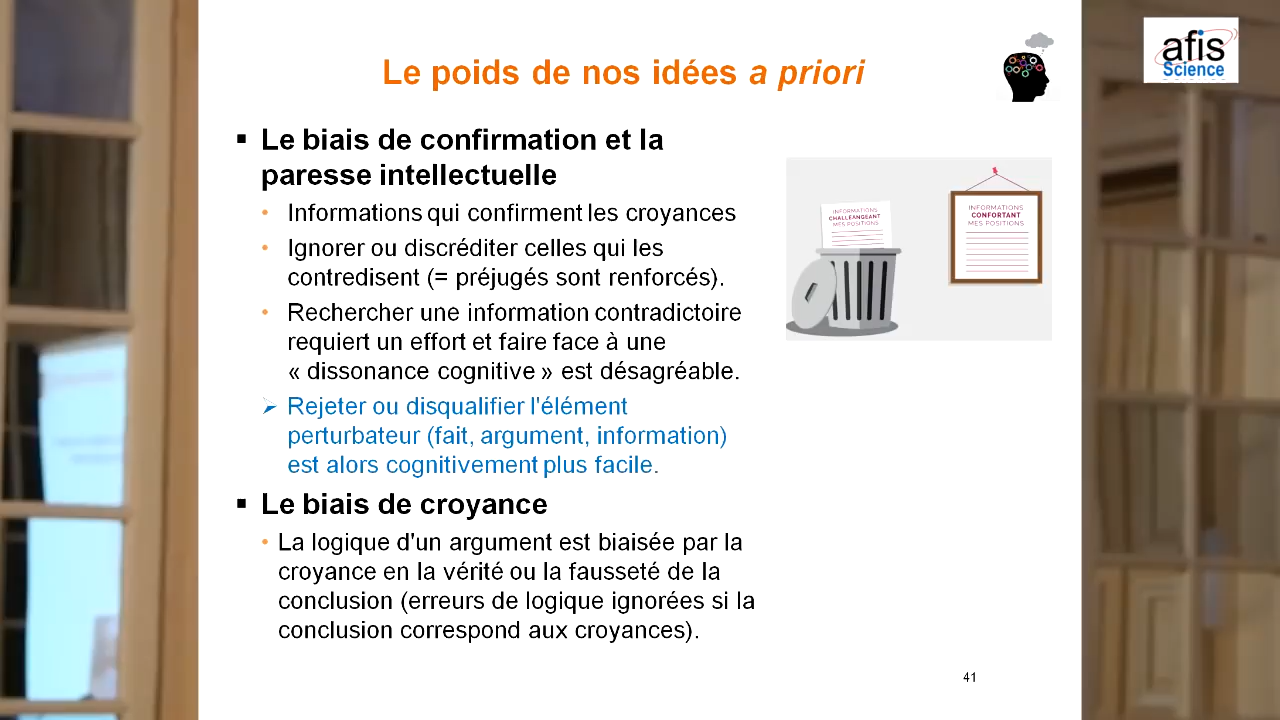 Le poids de nos idées a priori
afis
Science
▪ Le biais de confirmation et la
paresse intellectuelle
• Informations qui confirment les croyances
• Ignorer ou discréditer celles qui les
contredisent (= préjugés sont renforcés).
• Rechercher une information contradictoire
requiert un effort et faire face à une
« dissonance cognitive » est désagréable.
➢ Rejeter ou disqualifier l'élément
perturbateur (fait, argument, information)
est alors cognitivement plus facile.
▪ Le biais de croyance
• La logique d'un argument est biaisée par la
croyance en la vérité ou la fausseté de la
conclusion (erreurs de logique ignorées si la
conclusion correspond aux croyances).
INFORMATIONS
CHALLEANGEANT
MES POSITIONS
INFORMATIONS
CONFORTANT
MES POSITIONS
41